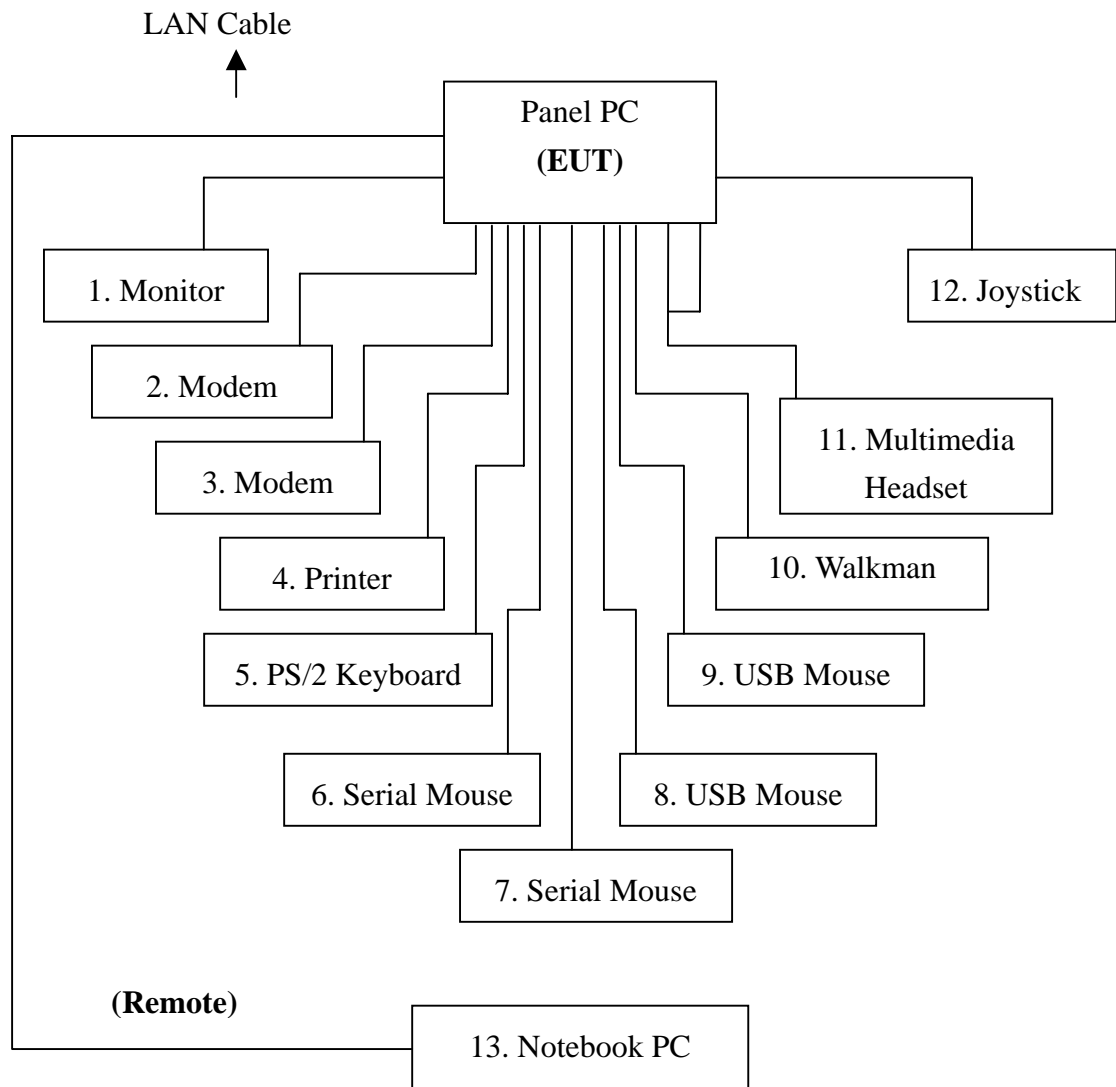 LAN Cable
Panel PC
(EUT)
1. Monitor
12. Joystick
2. Modem
11. Multimedia
Headset
3. Modem
10. Walkman
4. Printer
5. PS/2 Keyboard
9. USB Mouse
6. Serial Mouse
8. USB Mouse
7. Serial Mouse
(Remote)
13. Notebook PC